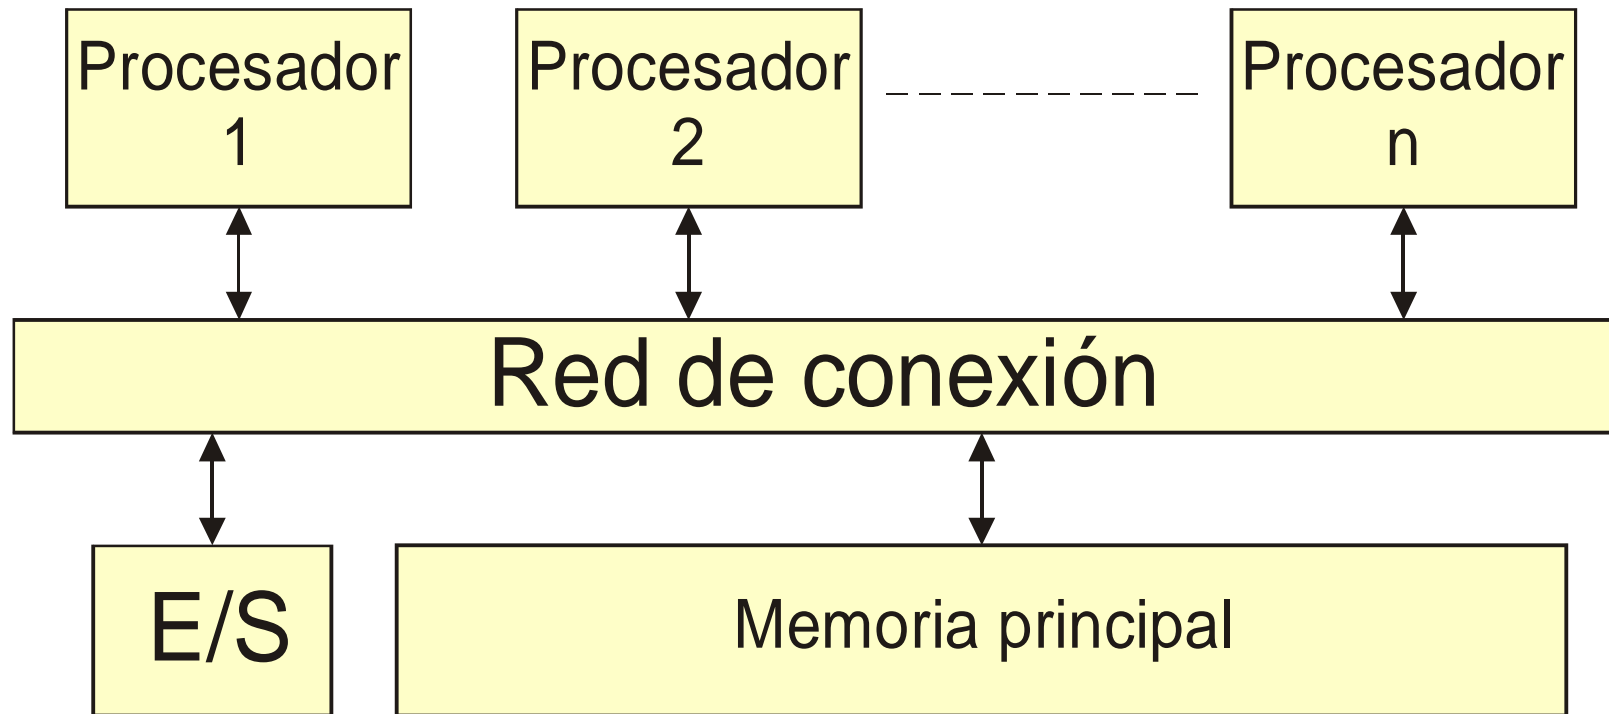 Procesador
1
Procesador
2
Procesador
n
Red de conexión
E/S
Memoria principal